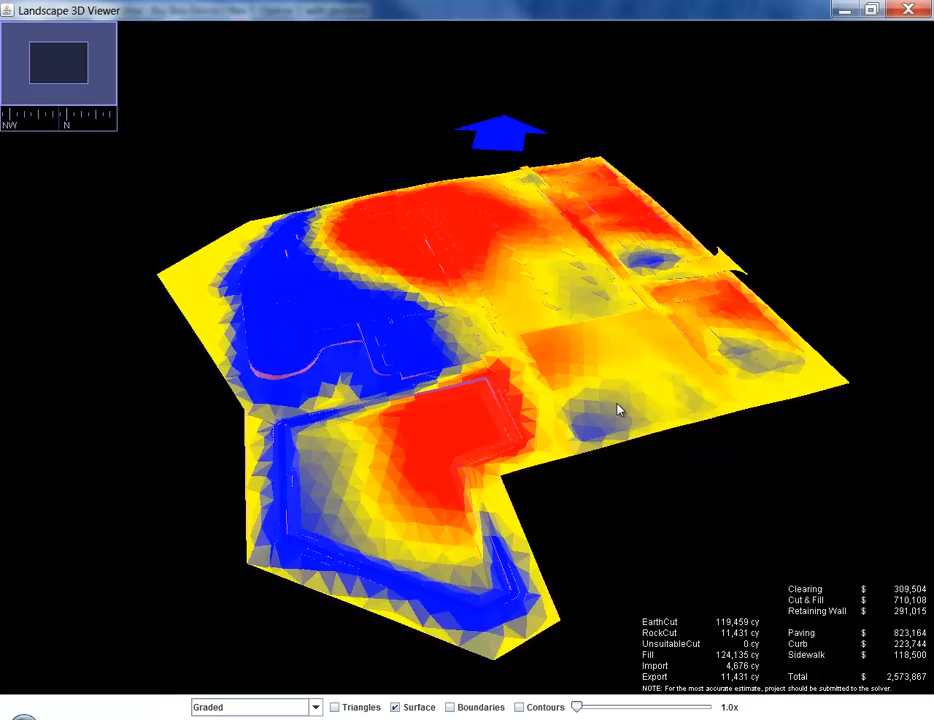 Landscape 3D Viewer
NW N
Clearing $ 309,504
Cut & Fill $ 710,108
Retaining Wall $ 291,015
EarthCut 119,459 cy
RockCut 11,431 cy Paving $ 823,164
UnsuitableCut 0 cy Curb $ 223,744
Fill 124,135 cy Sidewalk $ 118,500
Import 4,676 cy
Export 11,431 cy Total $ 2,573,867
NOTE: For the most accurate estimate, project should be submitted to the solver.
Graded Triangles Surface Boundaries Contours 1.0x